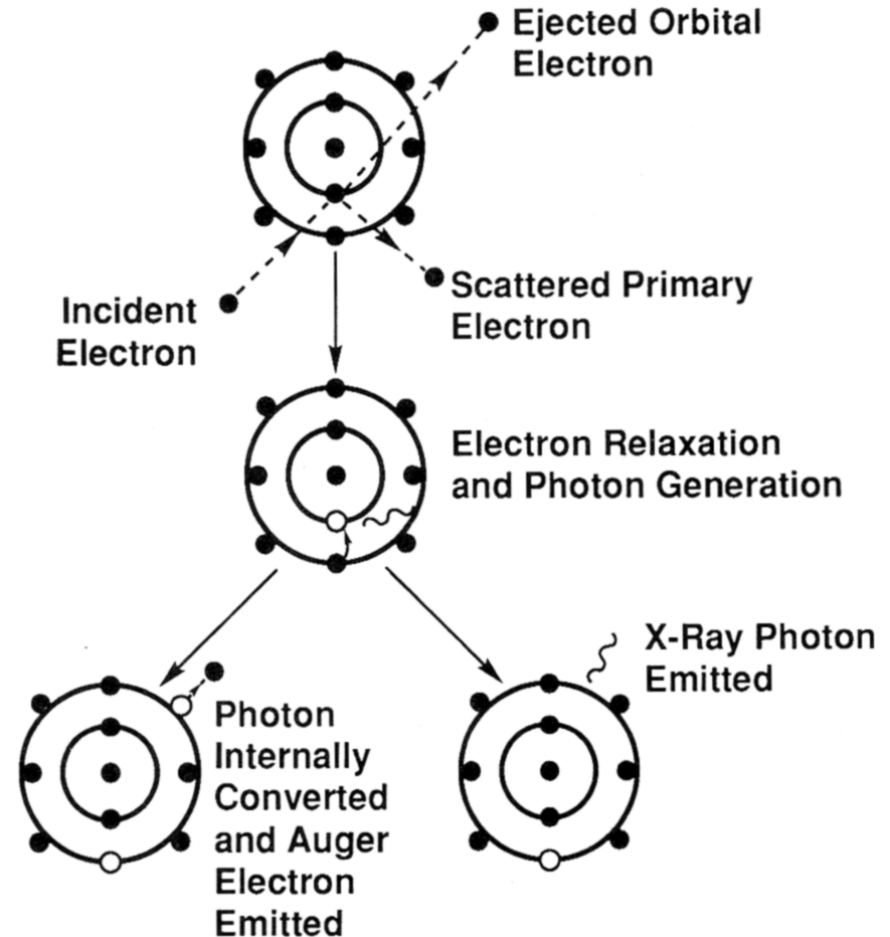 Ejected Orbital
Electron
Incident
Electron
Scattered Primary
Electron
Electron Relaxation
and Photon Generation
Photon
Internally
Converted
and Auger
Electron
Emitted
X-Ray Photon
Emitted